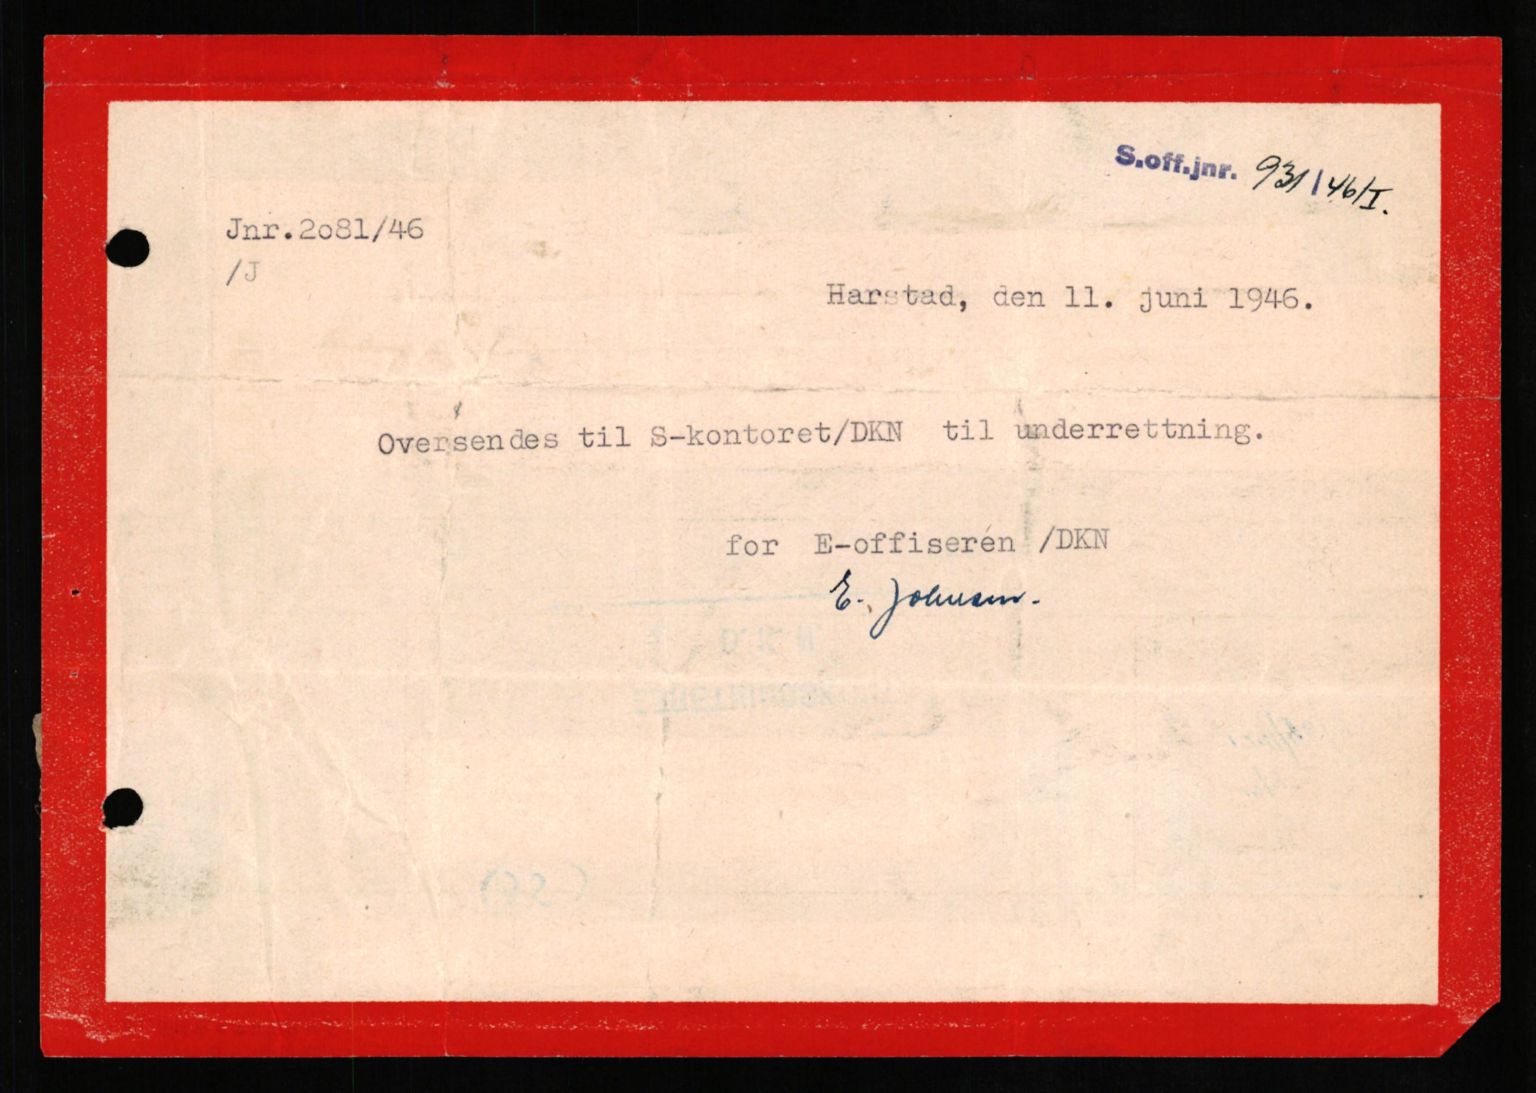 S.off.jnr. 931/46/I.
Jnr.2o81/46
/J
Harstad, den 11. juni 1946.
Oversendes til S-kontoret/DKN til underrettning.
for E-offiseren /DKN
E. Johnsen.